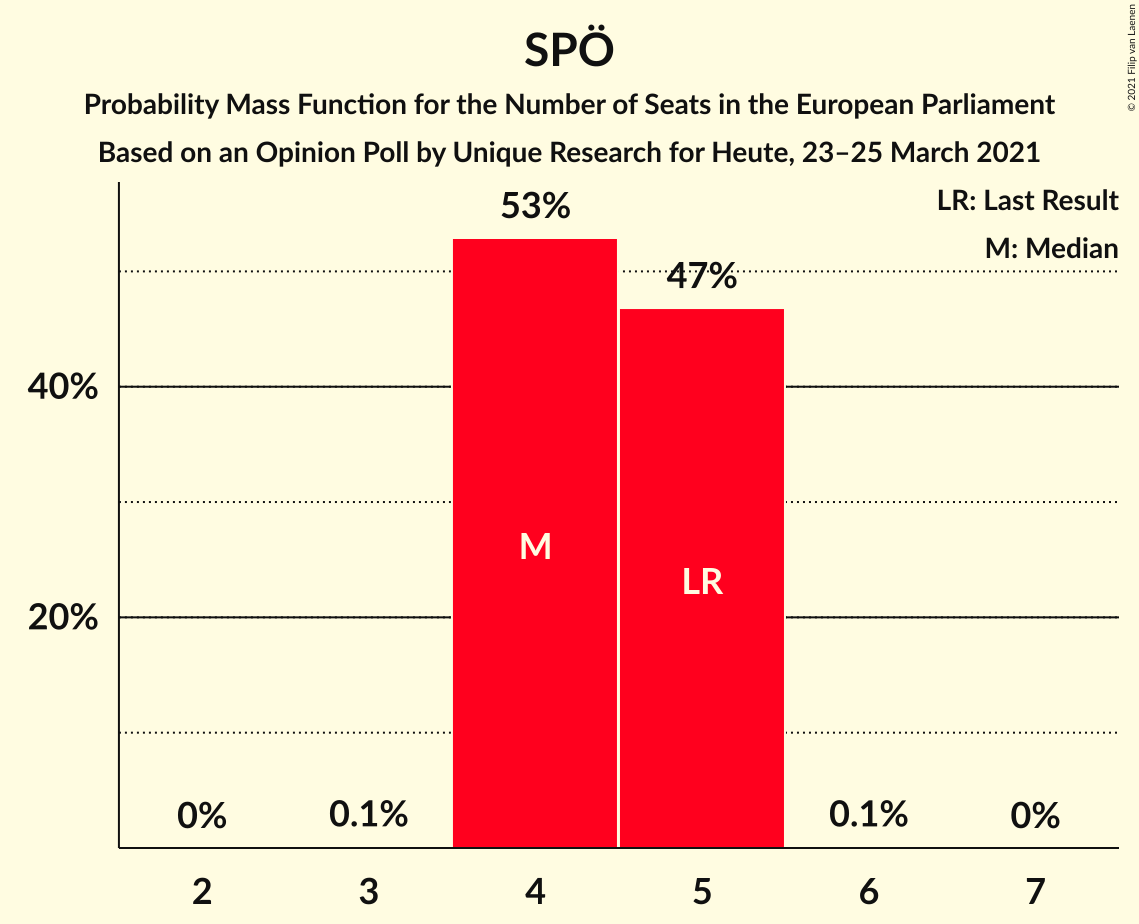 SPÖ
Probability Mass Function for the Number of Seats in the European Parliament
Based on an Opinion Poll by Unique Research for Heute, 23–25 March 2021
© 2021 Filip van Laenen
LR: Last Result
M: Median
53%
47%
40%
20%
M
LR
0%
0.1%
0.1%
0%
2
3
4
5
6
7